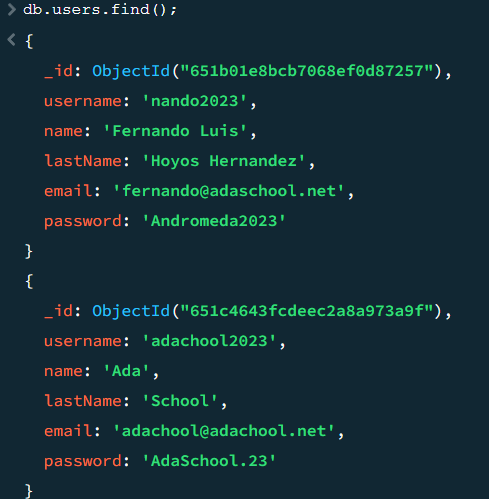 > db.users.find();
< {
_id: ObjectId("651b01e8bcb7068ef0d87257"),
username: 'nando2023',
name: 'Fernando Luis',
lastName: 'Hoyos Hernandez',
email: 'fernando@adaschool.net',
password: 'Andromeda2023'
}
{
_id: ObjectId("651c4643fcdeec2a8a973a9f"),
username: 'adachool2023',
name: 'Ada',
lastName: 'School',
email: 'adachool@adachool.net',
password: 'AdaSchool.23'
}